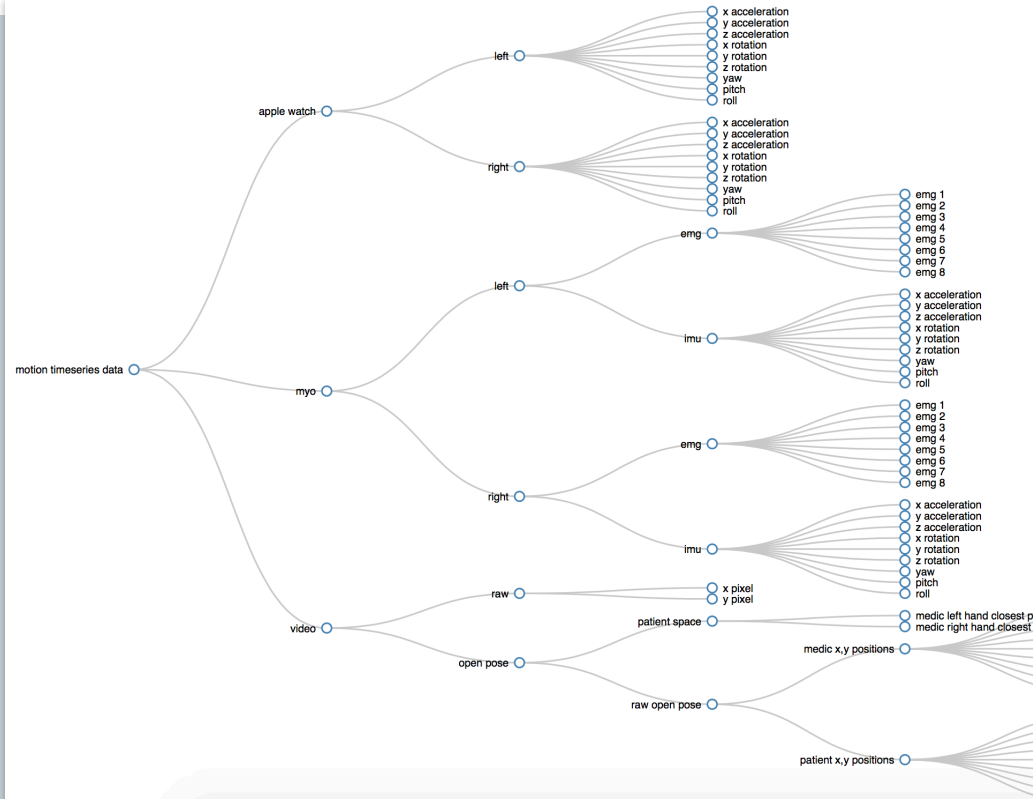 motion timeseries data
apple watch
left
x acceleration
y acceleration
z acceleration
x rotation
y rotation
z rotation
yaw
pitch
roll
right
x acceleration
y acceleration
z acceleration
x rotation
y rotation
z rotation
yaw
pitch
roll
myo
left
emg
emg 1
emg 2
emg 3
emg 4
emg 5
emg 6
emg 7
emg 8
imu
x acceleration
y acceleration
z acceleration
x rotation
y rotation
z rotation
yaw
pitch
roll
right
emg
emg 1
emg 2
emg 3
emg 4
emg 5
emg 6
emg 7
emg 8
imu
x acceleration
y acceleration
z acceleration
x rotation
y rotation
z rotation
yaw
pitch
roll
video
raw
x pixel
y pixel
open pose
patient space
medic left hand closest p
medic right hand closest
raw open pose
medic x,y positions
patient x,y positions